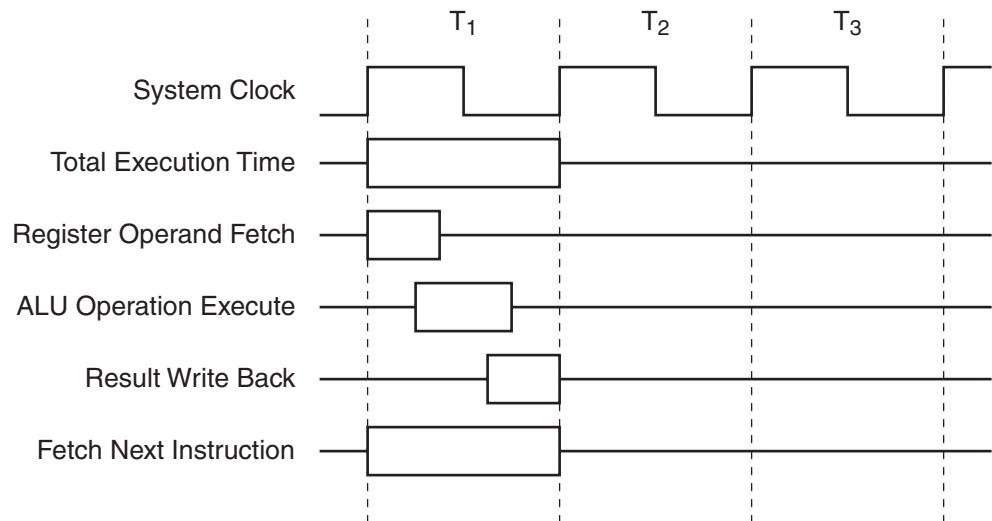 T1 T2 T3
System Clock
Total Execution Time
Register Operand Fetch
ALU Operation Execute
Result Write Back
Fetch Next Instruction